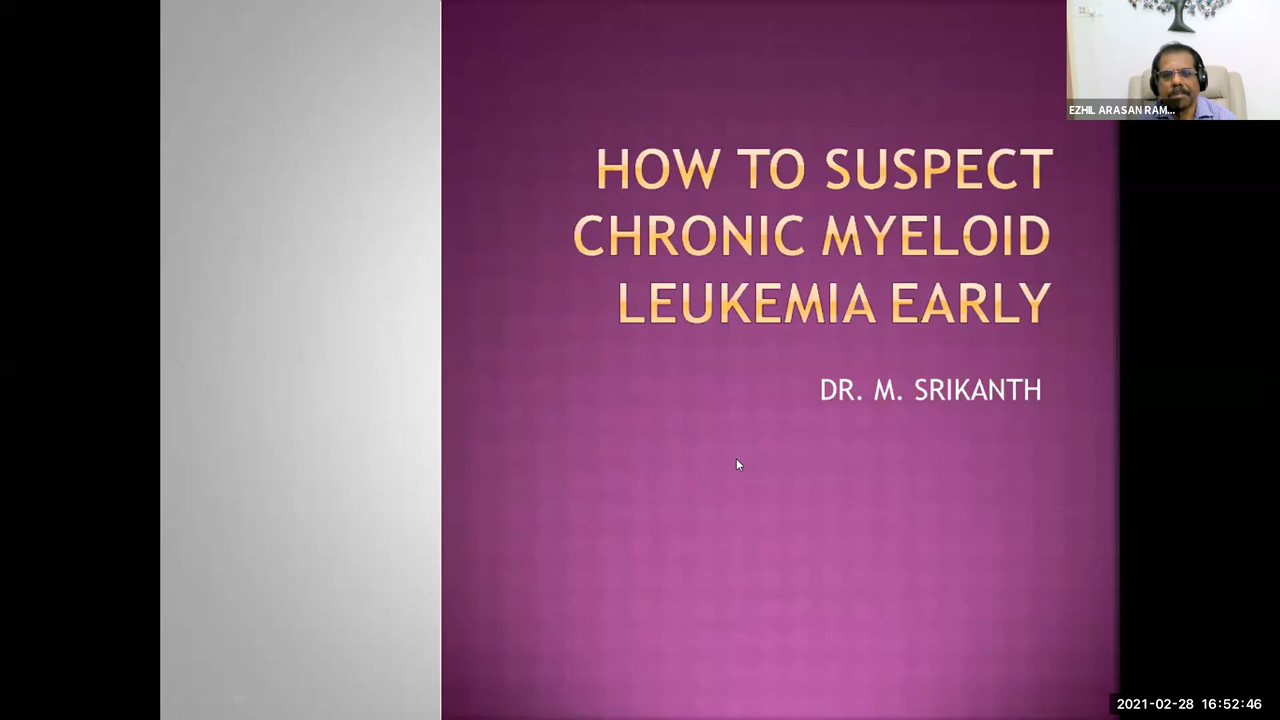 EZHIL ARASAN RAM...
HOW TO SUSPECT
CHRONIC MYELOID
LEUKEMIA EARLY
DR. M. SRIKANTH
2021-02-28 16:52:46